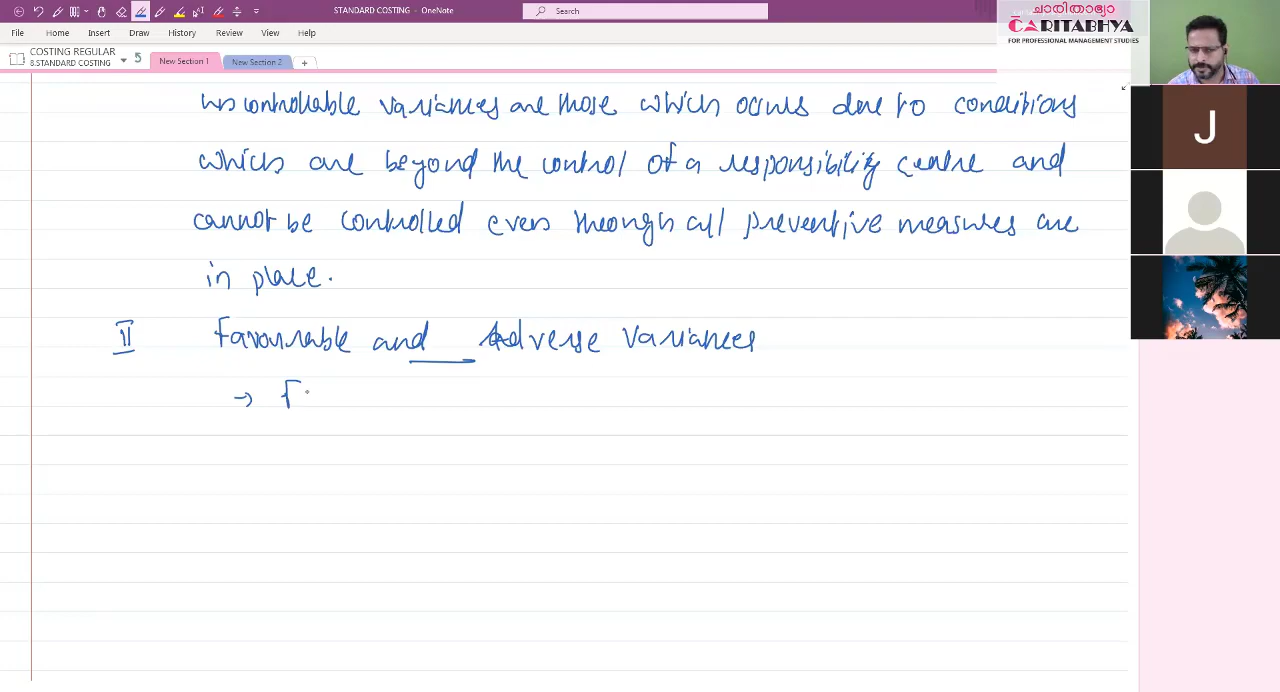 STANDARD COSTING - OneNote
Search
File Home Insert Draw History Review View Help
COSTING REGULAR
8.STANDARD COSTING
New Section 1
New Section 2
+
ചാരിതാഭ്യാ
CARITABHYA
FOR PROFESSIONAL MANAGEMENT STUDIES
J
uncontrollable variances are those which occurs due to conditions
which are beyond the control of a responsibility centre and
cannot be controlled even though all preventive measures are
in place.
II Favourable and Adverse variances
→ F